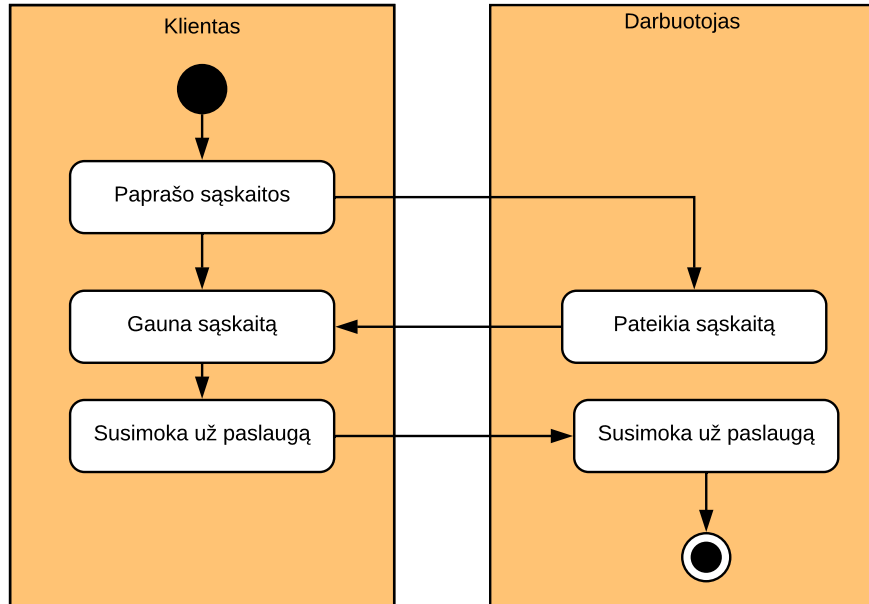 Klientas
Darbuotojas
Paprašo sąskaitos
Gauna sąskaitą
Pateikia sąskaitą
Susimoka už paslaugą
Susimoka už paslaugą